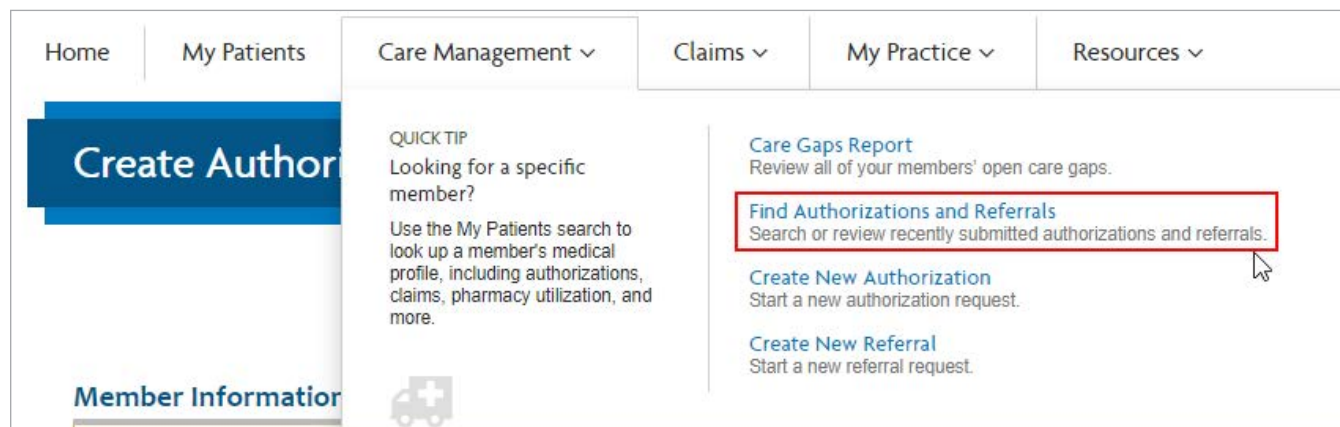 Home My Patients Care Management Claims My Practice Resources
Create Authori
QUICK TIP
Looking for a specific
member?
Use the My Patients search to
look up a member's medical
profile, including authorizations,
claims, pharmacy utilization, and
more.
Care Gaps Report
Review all of your members' open care gaps.
Find Authorizations and Referrals
Search or review recently submitted authorizations and referrals.
Create New Authorization
Start a new authorization request.
Create New Referral
Start a new referral request.
Member Information